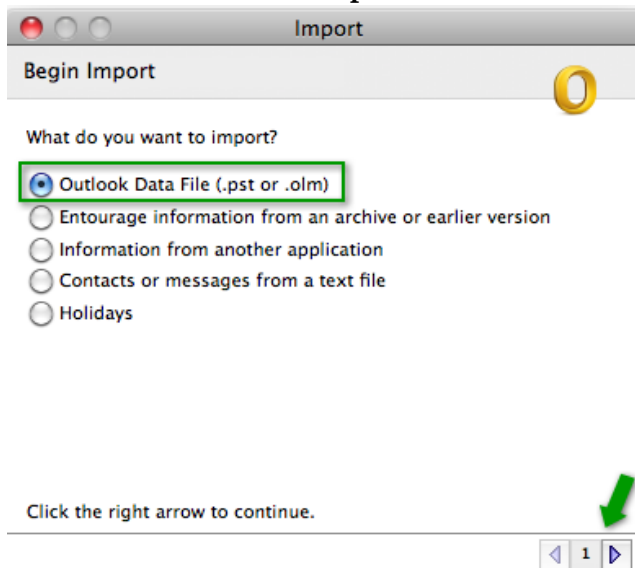 Import
Begin Import
What do you want to import?
Outlook Data File (.pst or .olm)
Entourage information from an archive or earlier version
Information from another application
Contacts or messages from a text file
Holidays
Click the right arrow to continue.
1